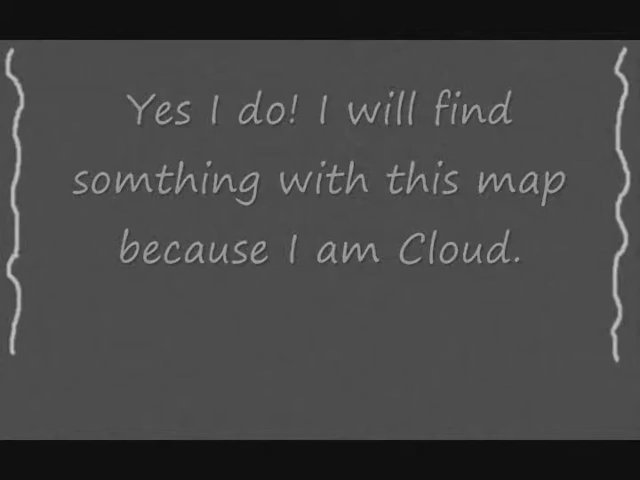 Yes I do! I will find
somthing with this map
because I am Cloud.